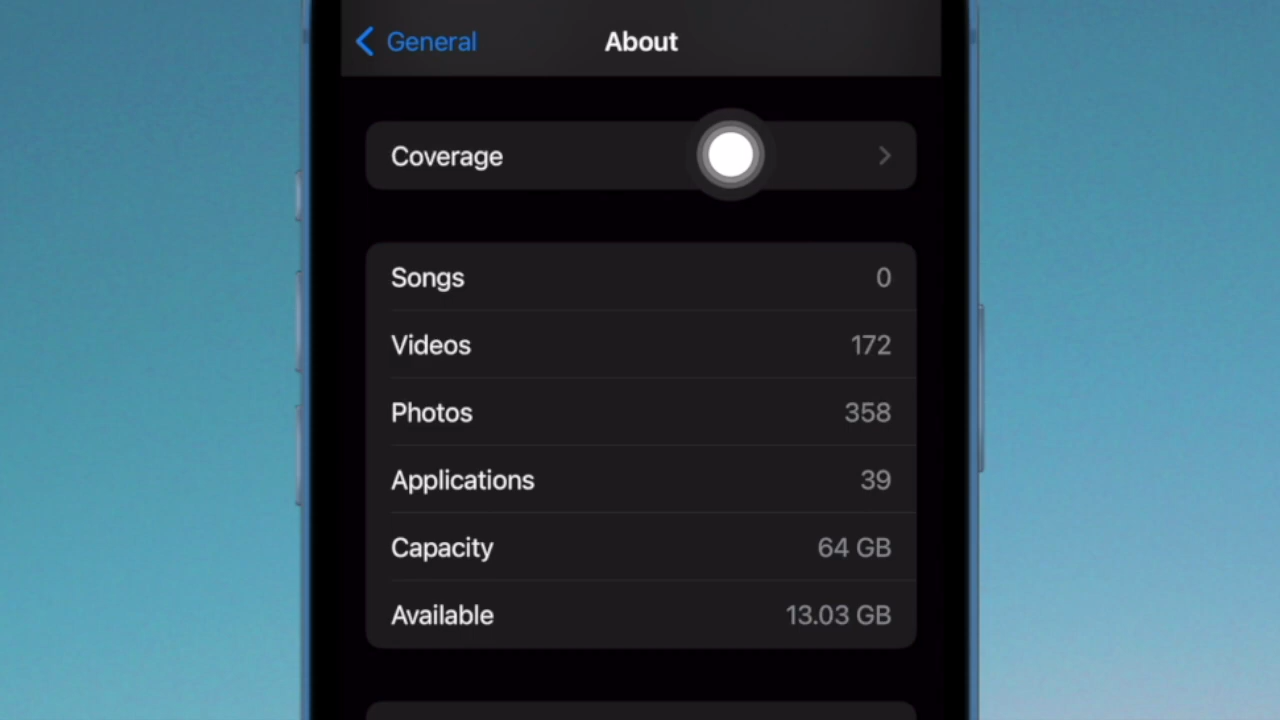 General
About
Coverage
Songs 0
Videos 172
Photos 358
Applications 39
Capacity 64 GB
Available 13.03 GB